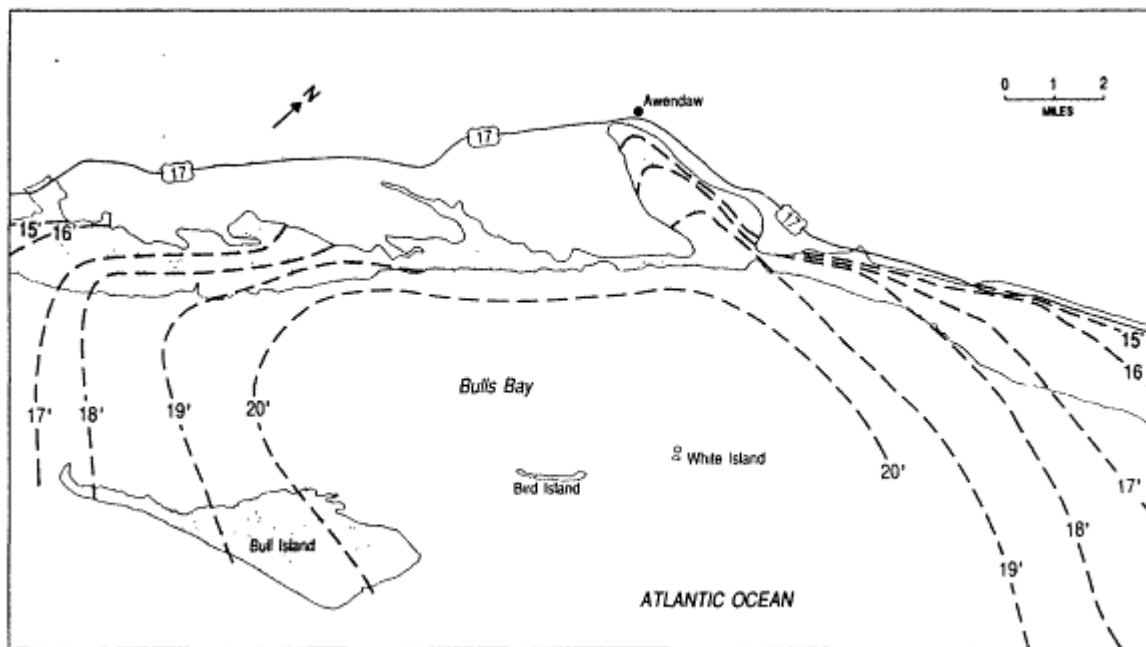 Awendaw
0 1 2
MILES
N
17
17
17
15'
16'
15'
16
Bulls Bay
17'
18'
19'
20'
White Island
20'
Bird Island
17'
18'
Bull Island
19'
ATLANTIC OCEAN